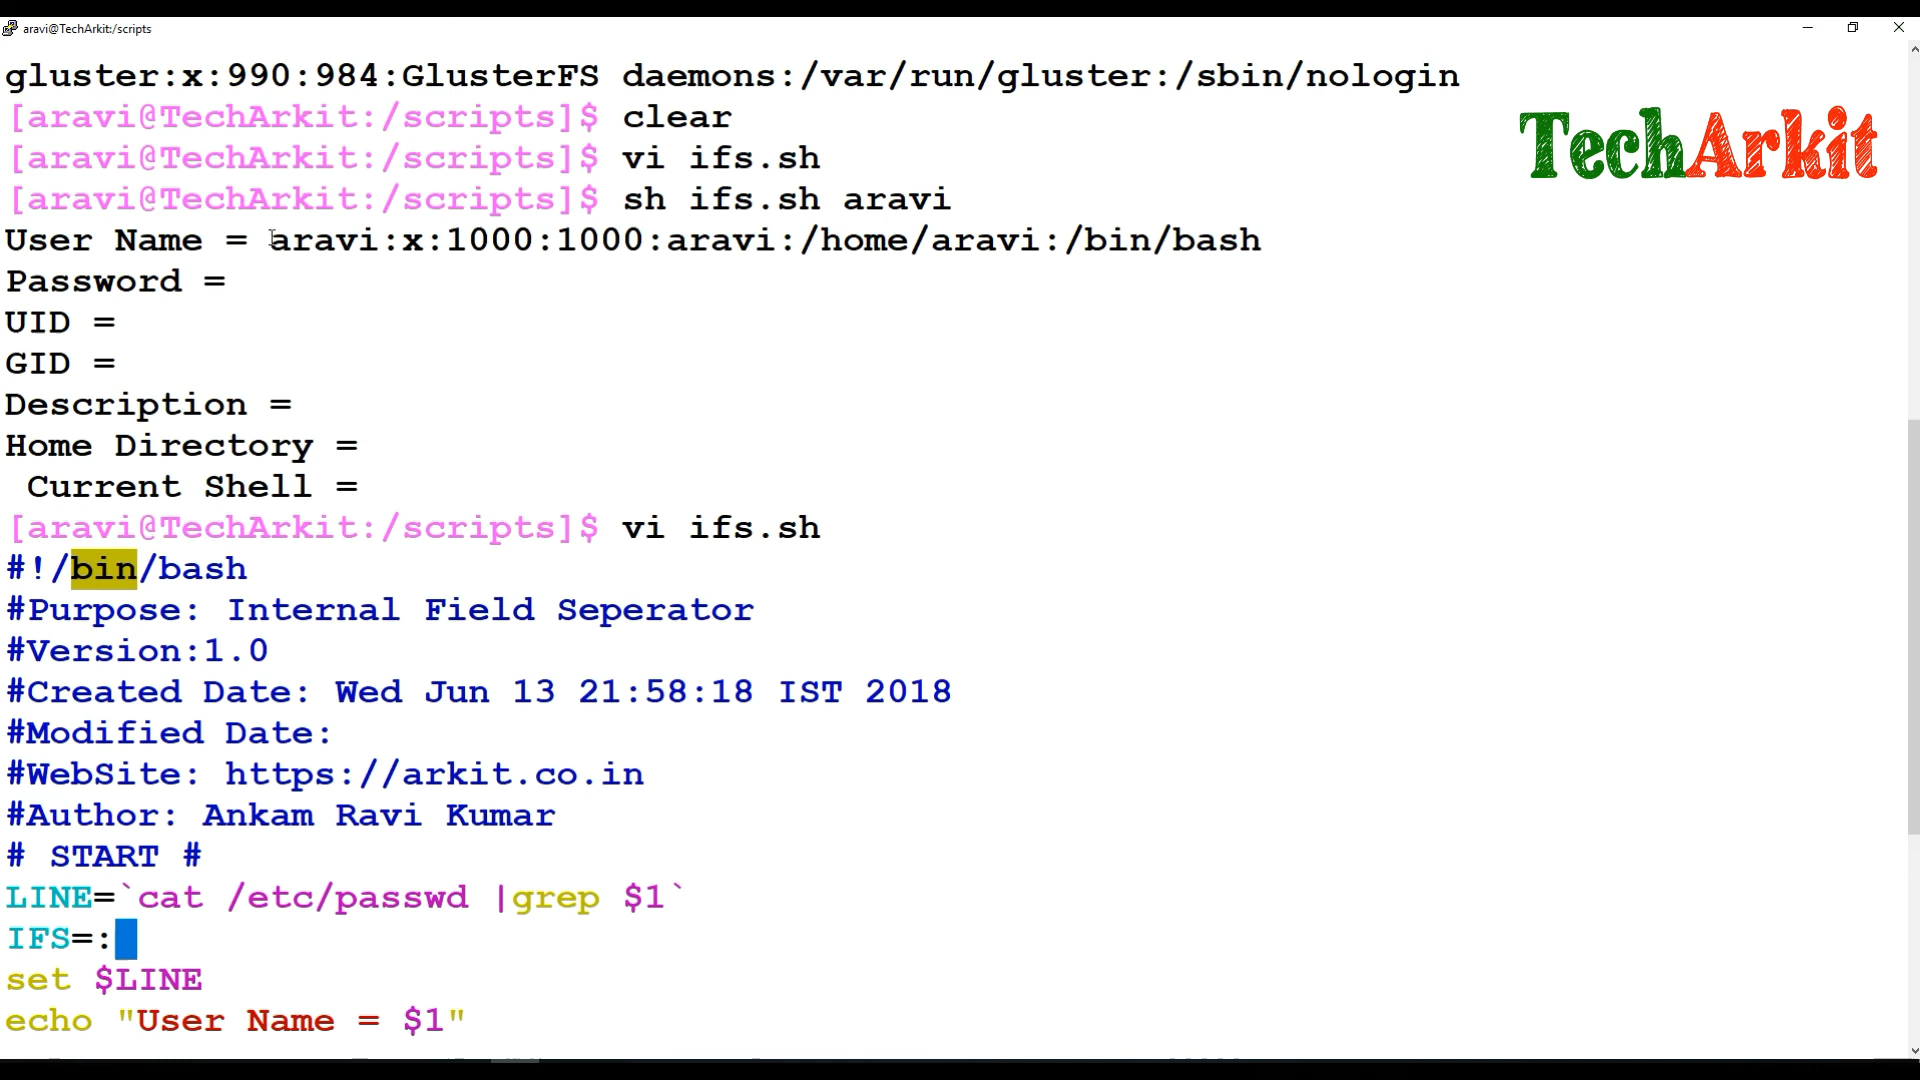 aravi@TechArkit:/scripts
gluster:x:990:984:GlusterFS daemons:/var/run/gluster:/sbin/nologin
[aravi@TechArkit:/scripts]$ clear
[aravi@TechArkit:/scripts]$ vi ifs.sh
[aravi@TechArkit:/scripts]$ sh ifs.sh aravi
User Name = aravi:x:1000:1000:aravi:/home/aravi:/bin/bash
Password =
UID =
GID =
Description =
Home Directory =
 Current Shell =
[aravi@TechArkit:/scripts]$ vi ifs.sh
#!/bin/bash
#Purpose: Internal Field Seperator
#Version:1.0
#Created Date: Wed Jun 13 21:58:18 IST 2018
#Modified Date:
#WebSite: https://arkit.co.in
#Author: Ankam Ravi Kumar
# START #
LINE=`cat /etc/passwd |grep $1`
IFS=:
set $LINE
echo "User Name = $1"
TechArkit